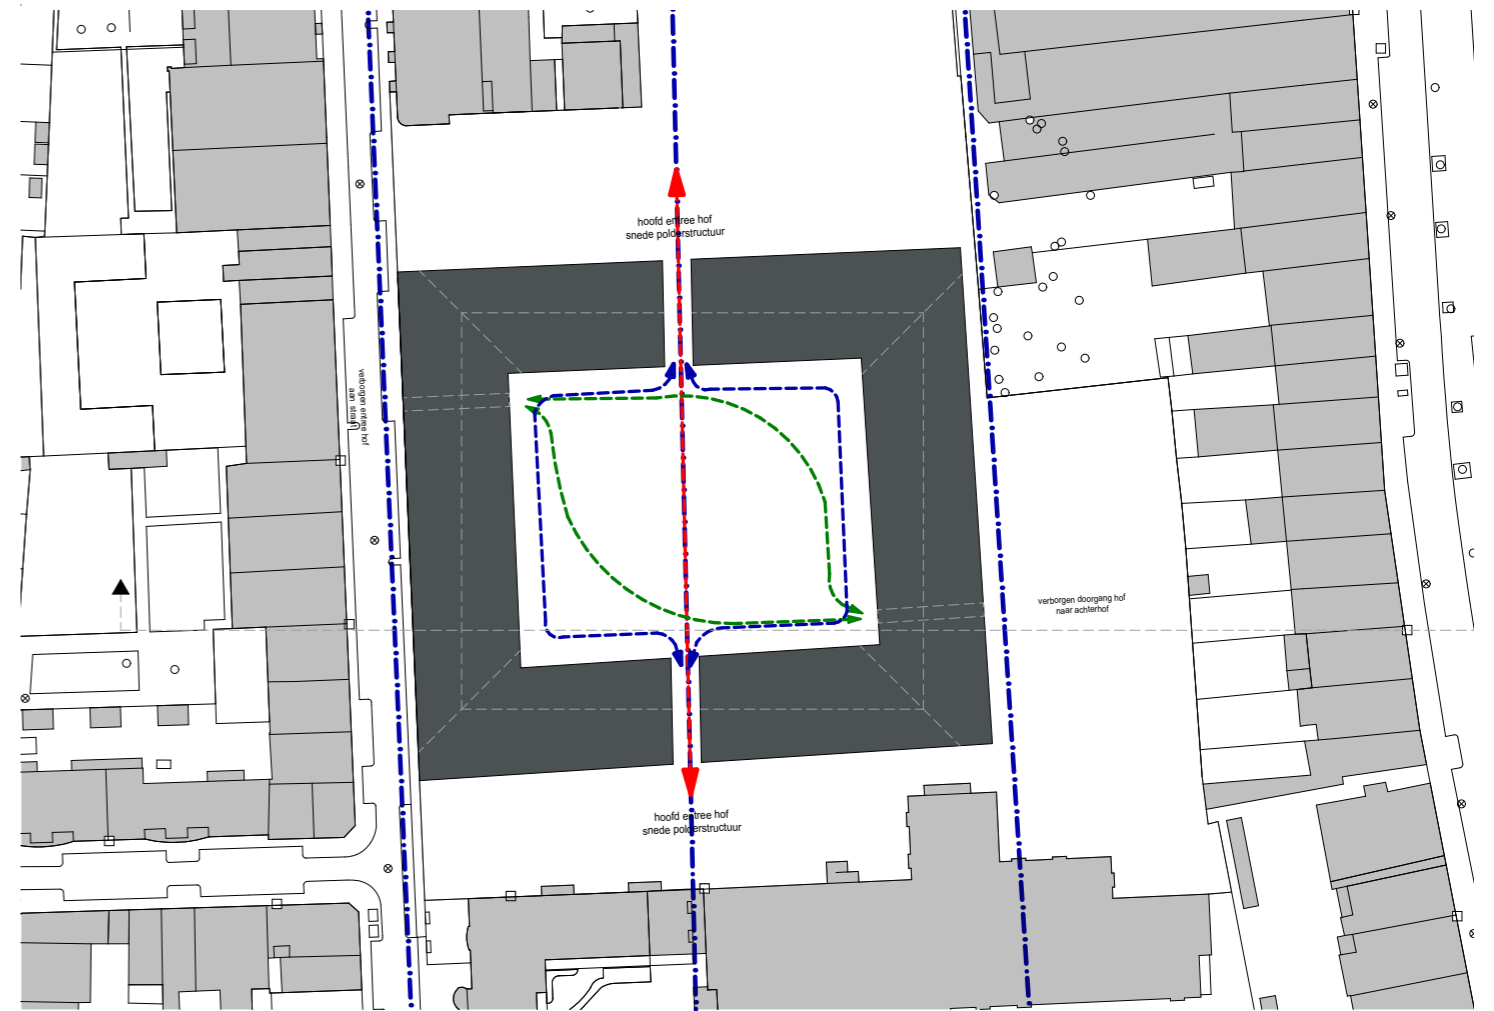 hoofd entree hof
snede polderstructuur
verborgen entree hof
aan straat
verborgen doorgang hof
naar achterhof
hoofd entree hof
snede polderstructuur